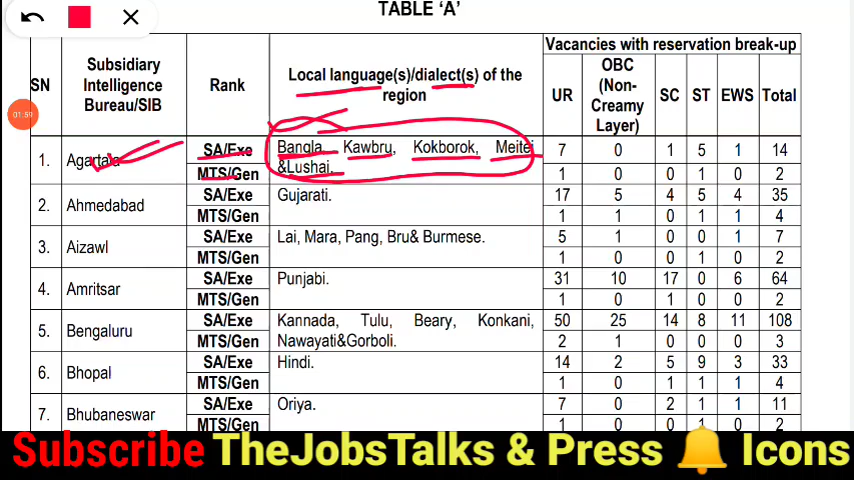 TABLE ‘A’
SN Subsidiary Intelligence Bureau/SIB Rank Local language(s)/dialect(s) of the region Vacancies with reservation break-up
UR OBC (Non-Creamy Layer) SC ST EWS Total
01:59
1. Agartala SA/Exe Bangla, Kawbru, Kokborok, Meitei 7 0 1 5 1 14
MTS/Gen &Lushai. 1 0 0 1 0 2
2. Ahmedabad SA/Exe Gujarati. 17 5 4 5 4 35
MTS/Gen 1 1 0 1 1 4
3. Aizawl SA/Exe Lai, Mara, Pang, Bru& Burmese. 5 1 0 0 1 7
MTS/Gen 1 0 0 1 0 2
4. Amritsar SA/Exe Punjabi. 31 10 17 0 6 64
MTS/Gen 1 0 1 0 0 2
5. Bengaluru SA/Exe Kannada, Tulu, Beary, Konkani, 50 25 14 8 11 108
MTS/Gen Nawayati&Gorboli. 2 1 0 0 0 3
6. Bhopal SA/Exe Hindi. 14 2 5 9 3 33
MTS/Gen 1 0 1 1 1 4
7. Bhubaneswar SA/Exe Oriya. 7 0 2 1 1 11
MTS/Gen 1 0 0 1 0 2
Subscribe TheJobsTalks & Press Icons